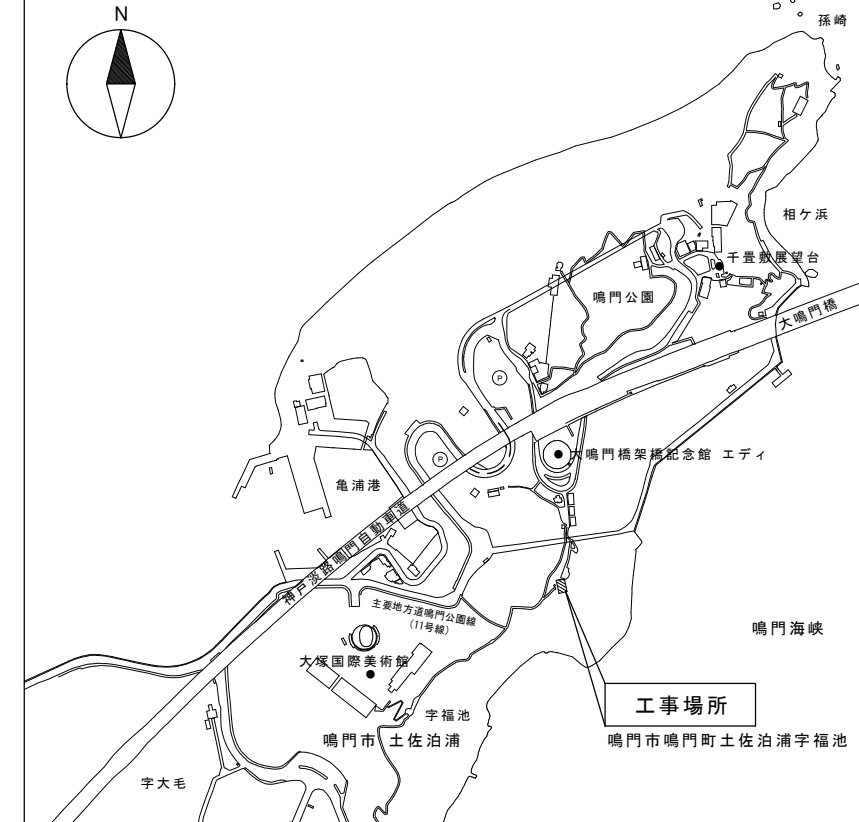 N
孫崎
相ケ浜
千畳敷展望台
鳴門公園
大鳴門橋
P
大鳴門橋架橋記念館 エディ
P
亀浦港
神戸淡路鳴門自動車道
主要地方道鳴門公園線
(11号線)
鳴門海峡
大塚国際美術館
工事場所
字福池
鳴門市 土佐泊浦
鳴門市鳴門町土佐泊浦字福池
字大毛